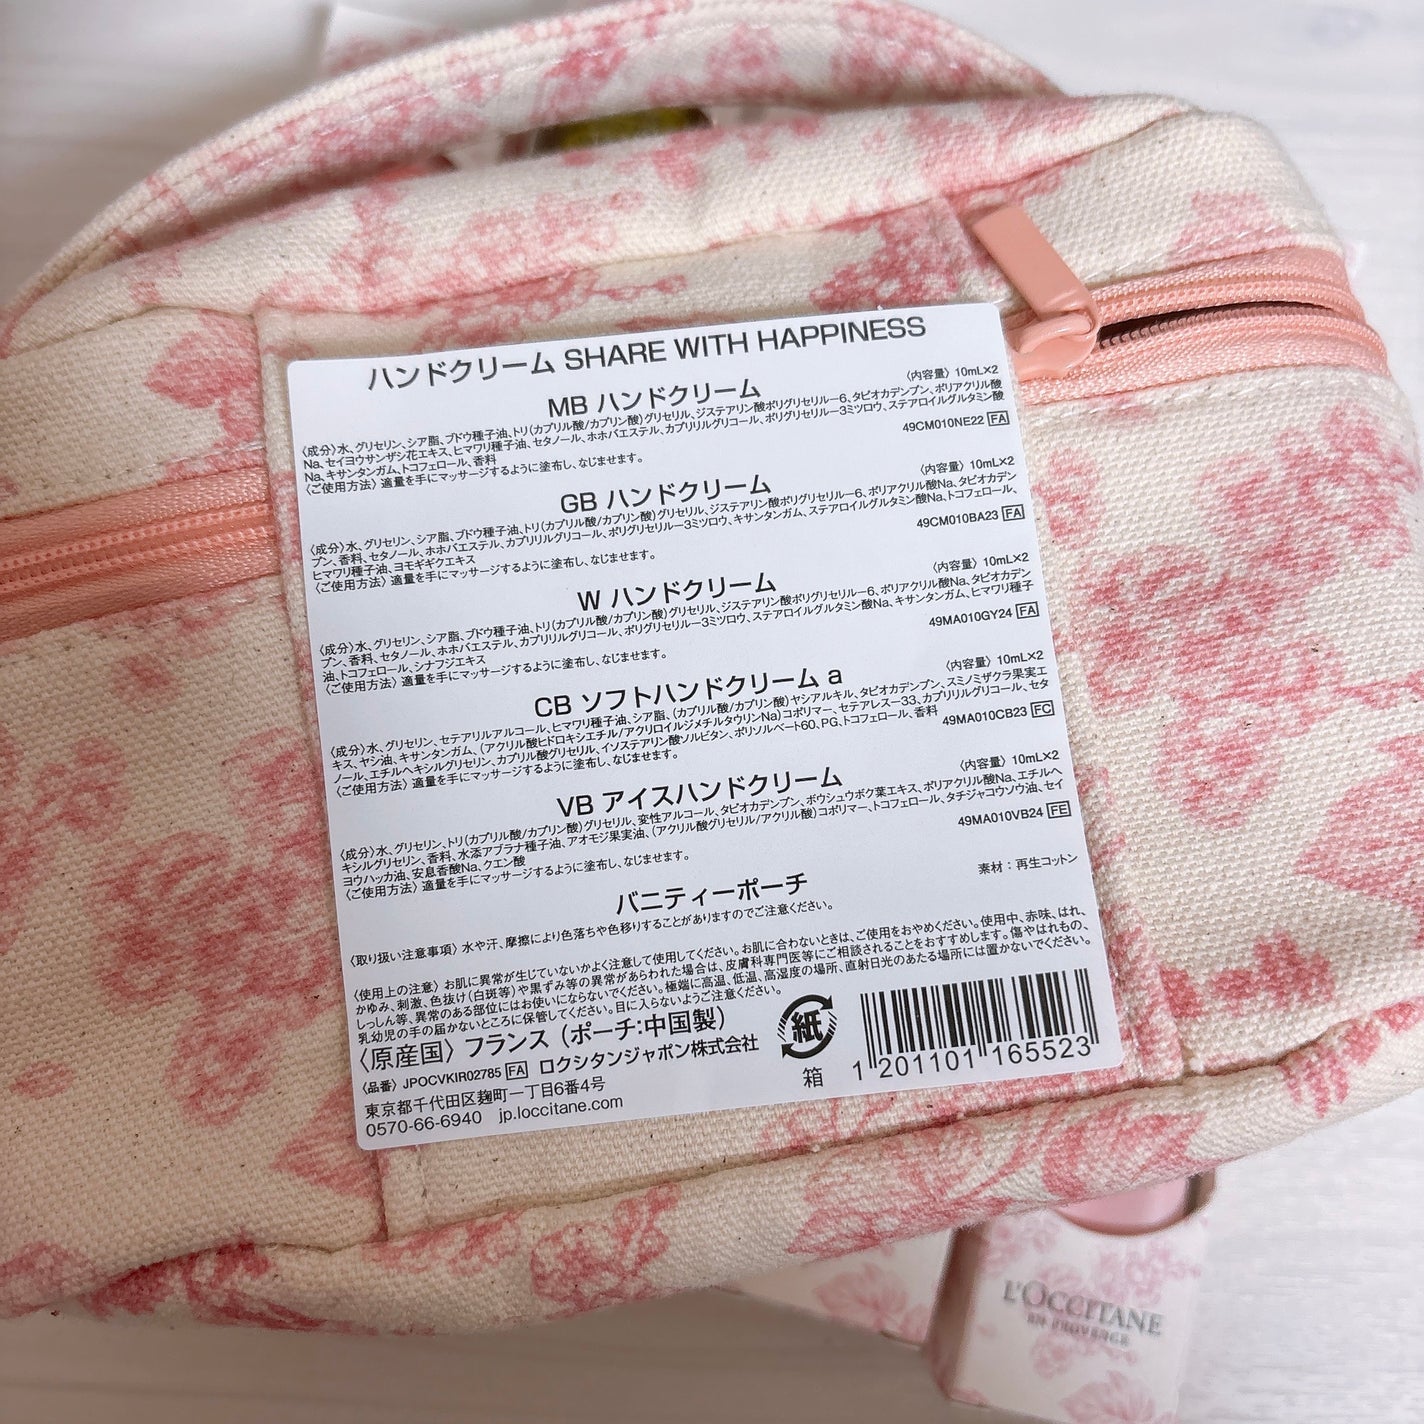 ハンドクリーム SHARE WITH HAPPINESS
MB ハンドクリーム
〈内容量〉 10mL×2
〈成分〉水、グリセリン、シア脂、ブドウ種子油、トリ(カプリル酸/カプリン酸)グリセリル、ジステアリン酸ポリグリセリル－6、タピオカデンプン、ポリアクリル酸
Na、セイヨウサンザシ花エキス、ヒマワリ種子油、セタノール、ホホバエステル、カプリリルグリコール、ポリグリセリル－3ミツロウ、ステアロイルグルタミン酸
Na、キサンタンガム、トコフェロール、香料
49CM010NE22 FA
〈ご使用方法〉 適量を手にマッサージするように塗布し、なじませます。
GB ハンドクリーム
〈内容量〉 10mL×2
〈成分〉水、グリセリン、シア脂、ブドウ種子油、トリ(カプリル酸/カプリン酸)グリセリル、ジステアリン酸ポリグリセリル－6、ポリアクリル酸Na、タピオカデン
プン、香料、セタノール、ホホバエステル、カプリリルグリコール、ポリグリセリル－3ミツロウ、キサンタンガム、ステアロイルグルタミン酸Na、トコフェロール、
ヒマワリ種子油、ヨモギギクエキス
49CM010BA23 FA
〈ご使用方法〉 適量を手にマッサージするように塗布し、なじませます。
W ハンドクリーム
〈内容量〉 10mL×2
〈成分〉水、グリセリン、シア脂、ブドウ種子油、トリ(カプリル酸/カプリン酸)グリセリル、ジステアリン酸ポリグリセリル－6、ポリアクリル酸Na、タピオカデン
プン、香料、セタノール、ホホバエステル、カプリリルグリコール、ポリグリセリル－3ミツロウ、ステアロイルグルタミン酸Na、キサンタンガム、ヒマワリ種子
油、トコフェロール、シナフジエキス
49MA010GY24 FA
〈ご使用方法〉 適量を手にマッサージするように塗布し、なじませます。
CB ソフトハンドクリーム a
〈内容量〉 10mL×2
〈成分〉水、グリセリン、セテアリルアルコール、ヒマワリ種子油、シア脂、(カプリル酸/カプリン酸)ヤシアルキル、タピオカデンプン、スミノミザクラ果実エ
キス、ヤシ油、キサンタンガム、(アクリル酸ヒドロキシエチル/アクリロイルジメチルタウリンNa)コポリマー、セテアレス－33、カプリリルグリコール、セタ
ノール、エチルヘキシルグリセリン、カプリル酸グリセリル、イソステアリン酸ソルビタン、ポリソルベート60、PG、トコフェロール、香料
49MA010CB23 FC
〈ご使用方法〉 適量を手にマッサージするように塗布し、なじませます。
VB アイスハンドクリーム
〈内容量〉 10mL×2
〈成分〉水、グリセリン、トリ(カプリル酸/カプリン酸)グリセリル、変性アルコール、タピオカデンプン、ボウシュウボク葉エキス、ポリアクリル酸Na、エチルヘ
キシルグリセリン、香料、水添アブラナ種子油、アオモジ果実油、(アクリル酸グリセリル/アクリル酸)コポリマー、トコフェロール、タチジャコウソウ油、セイ
ヨウハッカ油、安息香酸Na、クエン酸
49MA010VB24 FE
〈ご使用方法〉 適量を手にマッサージするように塗布し、なじませます。
バニティーポーチ
素材：再生コットン
〈取り扱い注意事項〉 水や汗、摩擦により色落ちや色移りすることがありますのでご注意ください。
〈使用上の注意〉 お肌に異常が生じていないかよく注意して使用してください。お肌に合わないときは、ご使用をおやめください。使用中、赤味、はれ、
かゆみ、刺激、色抜け(白斑等)や黒ずみ等の異常があらわれた場合は、皮膚科専門医等にご相談されることをおすすめします。傷やはれもの、
しっしん等、異常のある部位にはお使いにならないでください。極端に高温、低温、高湿度の場所、直射日光のあたる場所には置かないでください。
乳幼児の手の届かないところに保管してください。目に入らないようご注意ください。
〈原産国〉 フランス (ポーチ:中国製)
〈品番〉 JPOCVKIR02785 FA ロクシタンジャポン株式会社
東京都千代田区麹町一丁目6番4号
0570-66-6940 jp.loccitane.com
紙
箱
1 201101 165523
L'OCCITANE
EN PROVENCE